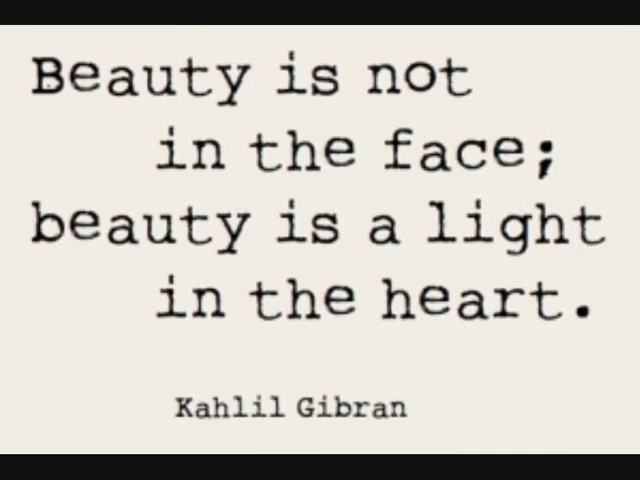 Beauty is not
in the face;
beauty is a light
in the heart.
Kahlil Gibran